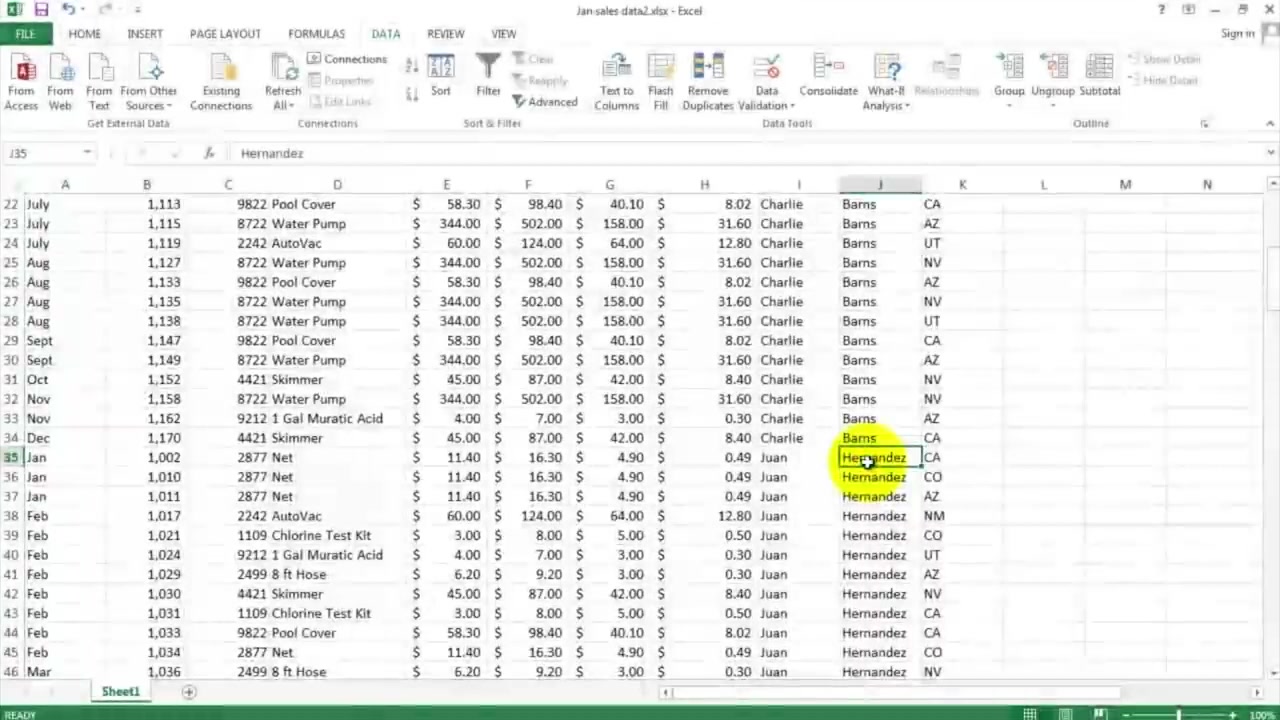 Jan sales data2.xlsx - Excel
FILE HOME INSERT PAGE LAYOUT FORMULAS DATA REVIEW VIEW Sign in
From Access From Web From Text From Other Sources Existing Connections Refresh All Connections Properties Edit Links Sort Filter Clear Reapply Advanced Text to Columns Flash Fill Remove Duplicates Data Validation Consolidate What-If Analysis Relationships Group Ungroup Subtotal Show Detail Hide Detail
Get External Data Connections Sort & Filter Data Tools Outline
J35 fx Hernandez
A B C D E F G H I J K L M N
22 July 1,113 9822 Pool Cover $ 58.30 $ 98.40 $ 40.10 $ 8.02 Charlie Barns CA
23 July 1,115 8722 Water Pump $ 344.00 $ 502.00 $ 158.00 $ 31.60 Charlie Barns AZ
24 July 1,119 2242 AutoVac $ 60.00 $ 124.00 $ 64.00 $ 12.80 Charlie Barns UT
25 Aug 1,127 8722 Water Pump $ 344.00 $ 502.00 $ 158.00 $ 31.60 Charlie Barns NV
26 Aug 1,133 9822 Pool Cover $ 58.30 $ 98.40 $ 40.10 $ 8.02 Charlie Barns AZ
27 Aug 1,135 8722 Water Pump $ 344.00 $ 502.00 $ 158.00 $ 31.60 Charlie Barns NV
28 Aug 1,138 8722 Water Pump $ 344.00 $ 502.00 $ 158.00 $ 31.60 Charlie Barns UT
29 Sept 1,147 9822 Pool Cover $ 58.30 $ 98.40 $ 40.10 $ 8.02 Charlie Barns CA
30 Sept 1,149 8722 Water Pump $ 344.00 $ 502.00 $ 158.00 $ 31.60 Charlie Barns AZ
31 Oct 1,152 4421 Skimmer $ 45.00 $ 87.00 $ 42.00 $ 8.40 Charlie Barns NV
32 Nov 1,158 8722 Water Pump $ 344.00 $ 502.00 $ 158.00 $ 31.60 Charlie Barns NV
33 Nov 1,162 9212 1 Gal Muratic Acid $ 4.00 $ 7.00 $ 3.00 $ 0.30 Charlie Barns AZ
34 Dec 1,170 4421 Skimmer $ 45.00 $ 87.00 $ 42.00 $ 8.40 Charlie Barns CA
35 Jan 1,002 2877 Net $ 11.40 $ 16.30 $ 4.90 $ 0.49 Juan Hernandez CA
36 Jan 1,010 2877 Net $ 11.40 $ 16.30 $ 4.90 $ 0.49 Juan Hernandez CO
37 Jan 1,011 2877 Net $ 11.40 $ 16.30 $ 4.90 $ 0.49 Juan Hernandez AZ
38 Feb 1,017 2242 AutoVac $ 60.00 $ 124.00 $ 64.00 $ 12.80 Juan Hernandez NM
39 Feb 1,021 1109 Chlorine Test Kit $ 3.00 $ 8.00 $ 5.00 $ 0.50 Juan Hernandez CO
40 Feb 1,024 9212 1 Gal Muratic Acid $ 4.00 $ 7.00 $ 3.00 $ 0.30 Juan Hernandez UT
41 Feb 1,029 2499 8 ft Hose $ 6.20 $ 9.20 $ 3.00 $ 0.30 Juan Hernandez AZ
42 Feb 1,030 4421 Skimmer $ 45.00 $ 87.00 $ 42.00 $ 8.40 Juan Hernandez CA
43 Feb 1,031 1109 Chlorine Test Kit $ 3.00 $ 8.00 $ 5.00 $ 0.50 Juan Hernandez CA
44 Feb 1,033 9822 Pool Cover $ 58.30 $ 98.40 $ 40.10 $ 8.02 Juan Hernandez CA
45 Feb 1,034 2877 Net $ 11.40 $ 16.30 $ 4.90 $ 0.49 Juan Hernandez CO
46 Mar 1,036 2499 8 ft Hose $ 6.20 $ 9.20 $ 3.00 $ 0.30 Juan Hernandez NV
Sheet1
READY 100%